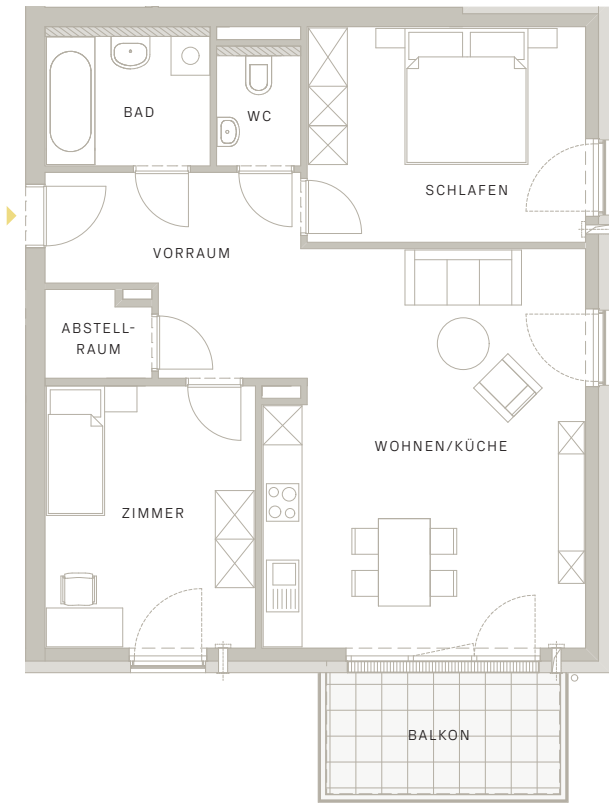 BAD
WC
SCHLAFEN
VORRAUM
ABSTELL-
RAUM
WOHNEN/KÜCHE
ZIMMER
BALKON